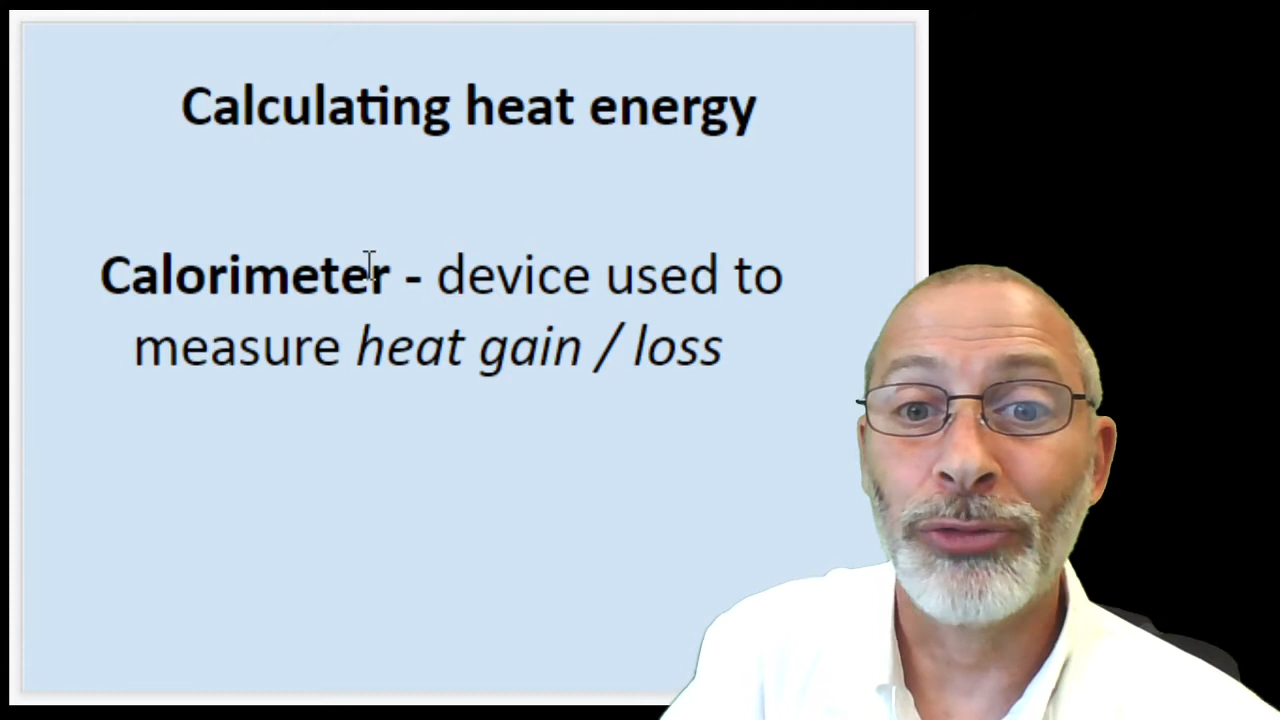 Calculating heat energy
Calorimeter - device used to
measure heat gain / loss